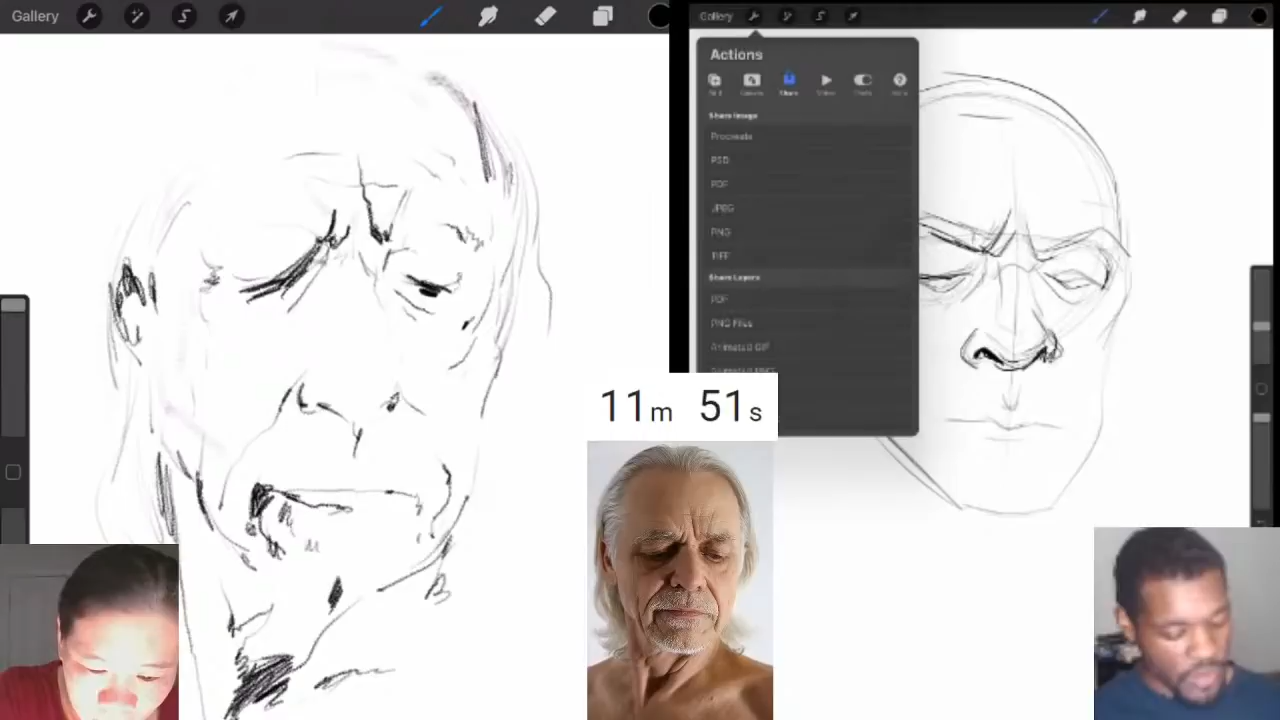 Gallery
Gallery
Actions
Share
Share Image
Procreate
PSD
PDF
JPEG
PNG
TIFF
Share Layers
PDF
PNG Files
Animated GIF
11m 51s